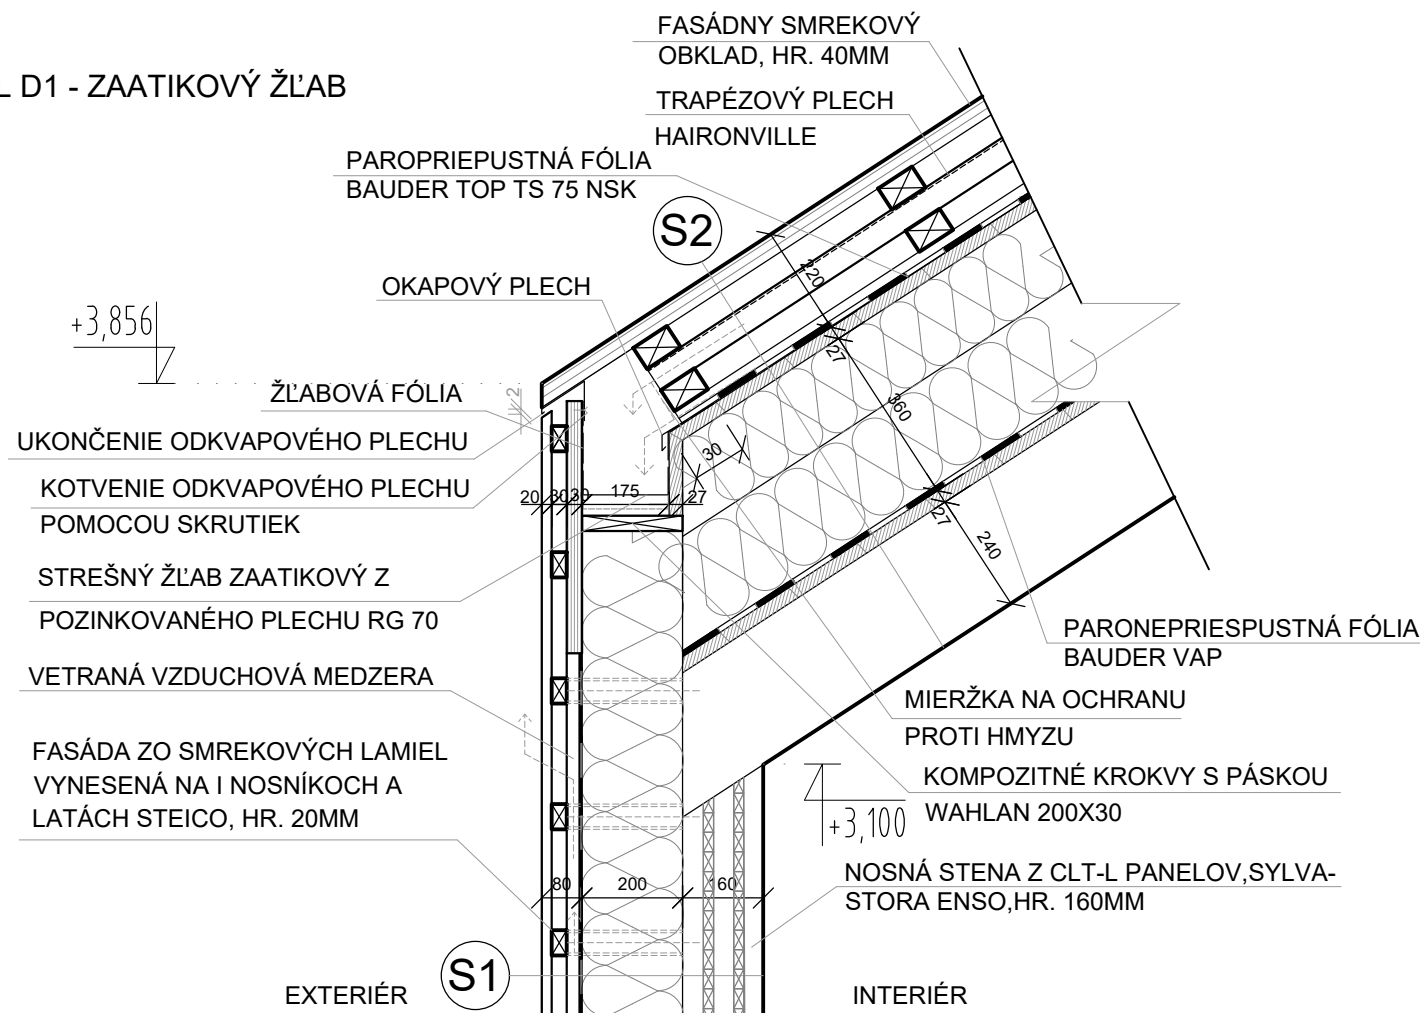 FASÁDNY SMREKOVÝ
OBKLAD, HR. 40MM
L D1 - ZAATIKOVÝ ŽĽAB
TRAPÉZOVÝ PLECH
HAIRONVILLE
PAROPRIEPUSTNÁ FÓLIA
BAUDER TOP TS 75 NSK
S2
OKAPOVÝ PLECH
220
+3,856
27
ŽĽABOVÁ FÓLIA
2
360
UKONČENIE ODKVAPOVÉHO PLECHU
30
KOTVENIE ODKVAPOVÉHO PLECHU
POMOCOU SKRUTIEK
20 30 30 175 27
27
240
STREŠNÝ ŽĽAB ZAATIKOVÝ Z
POZINKOVANÉHO PLECHU RG 70
PARONEPRIESPUSTNÁ FÓLIA
BAUDER VAP
VETRANÁ VZDUCHOVÁ MEDZERA
MIERŽKA NA OCHRANU
PROTI HMYZU
FASÁDA ZO SMREKOVÝCH LAMIEL
VYNESENÁ NA I NOSNÍKOCH A
LATÁCH STEICO, HR. 20MM
KOMPOZITNÉ KROKVY S PÁSKOU
WAHLAN 200X30
+3,100
80 200 160
NOSNÁ STENA Z CLT-L PANELOV,SYLVA-
STORA ENSO,HR. 160MM
S1
EXTERIÉR
INTERIÉR